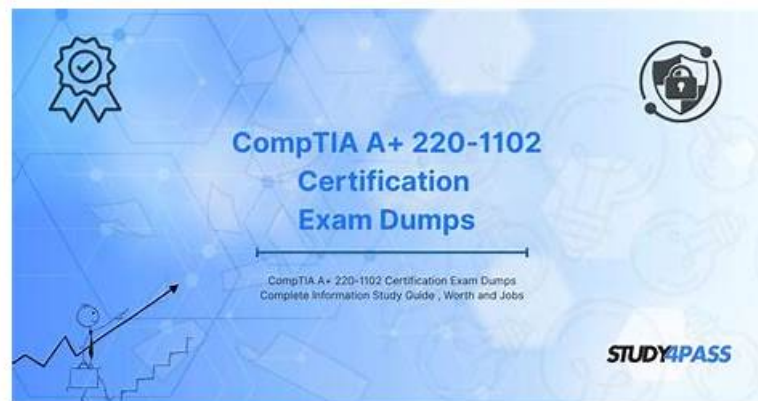 CompTIA A+ 220-1102
Certification
Exam Dumps
CompTIA A+ 220-1102 Certification Exam Dumps
Complete Information Study Guide , Worth and Jobs
STUDY4PASS